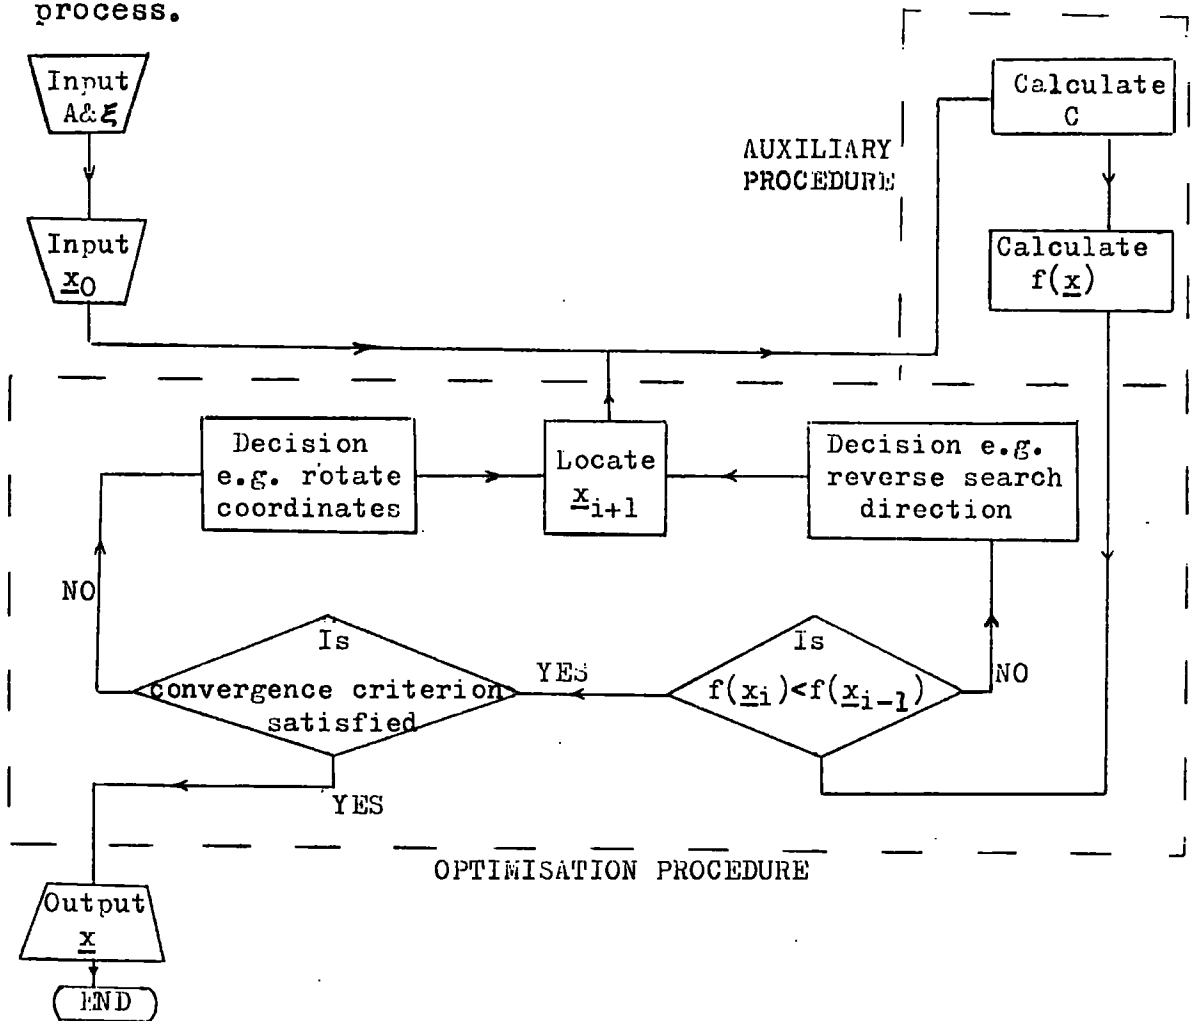 process.
Input
A&ξ
Input
x0
AUXILIARY
PROCEDURE
Calculate
C
Calculate
f(x)
Decision
e.g. rotate
coordinates
Locate
xi+1
Decision e.g.
reverse search
direction
NO
Is
convergence criterion
satisfied
YES
Is
f(xi)<f(xi-1)
NO
YES
OPTIMISATION PROCEDURE
Output
x
END